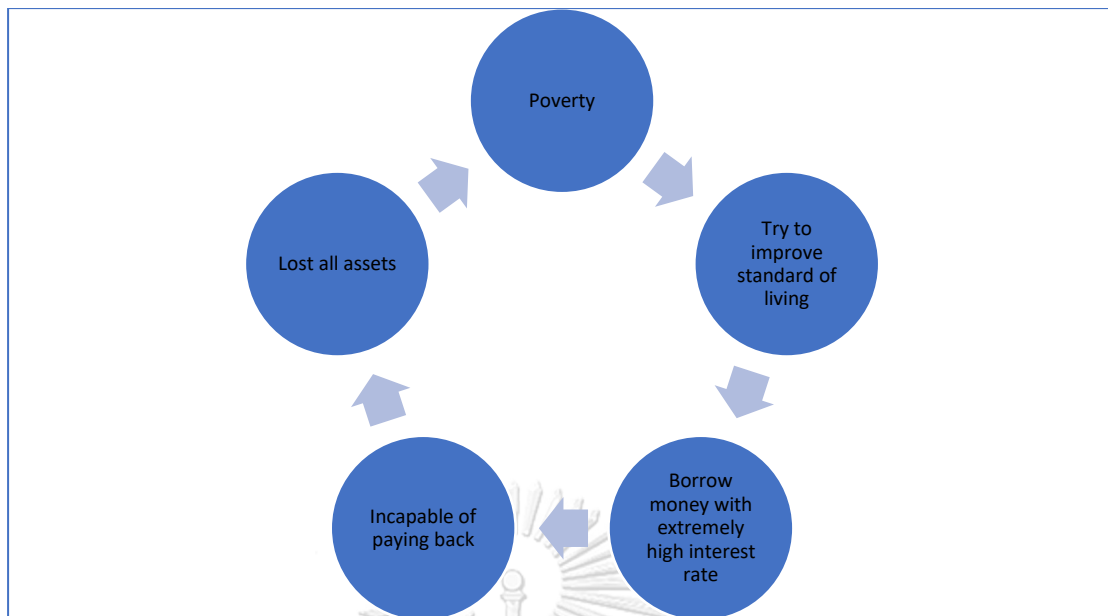 Poverty
Try to
improve
standard of
living
Borrow
money with
extremely
high interest
rate
Incapable of
paying back
Lost all assets